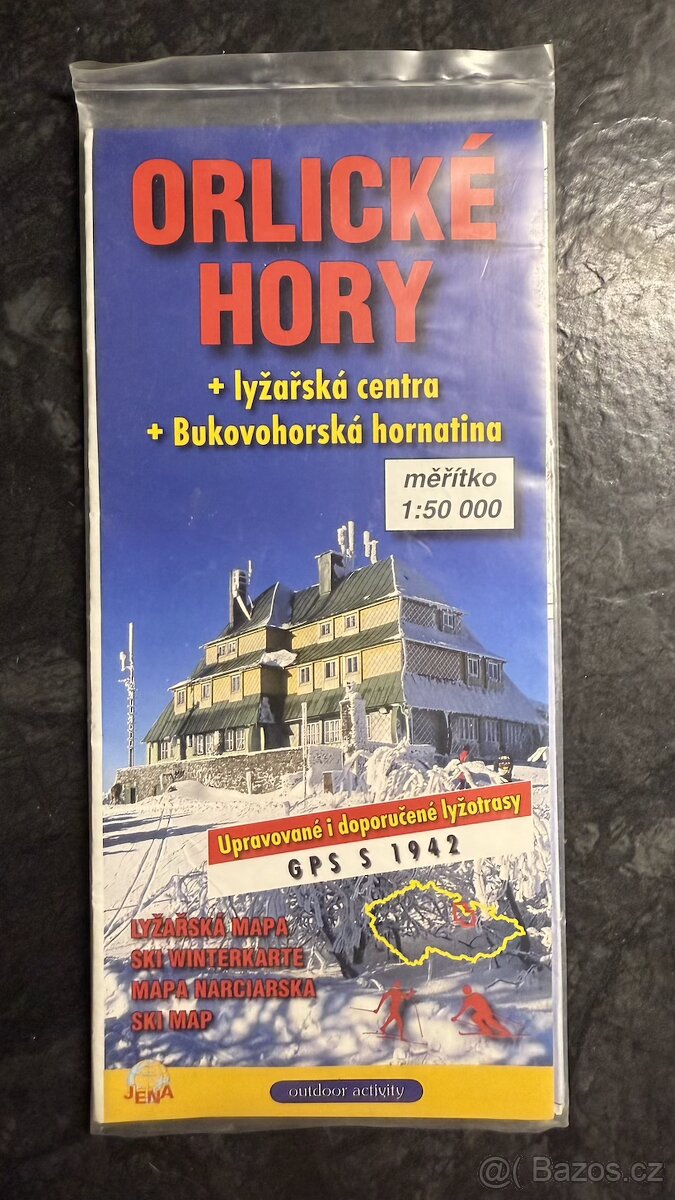 ORLICKÉ
HORY
+ lyžařská centra
+ Bukovohorská hornatina
měřítko
1:50 000
Upravované i doporučené lyžotrasy
GPS S 1942
LYŽAŘSKÁ MAPA
SKI WINTERKARTE
MAPA NARCIARSKA
SKI MAP
JENA
outdoor activity
@( Bazos.cz